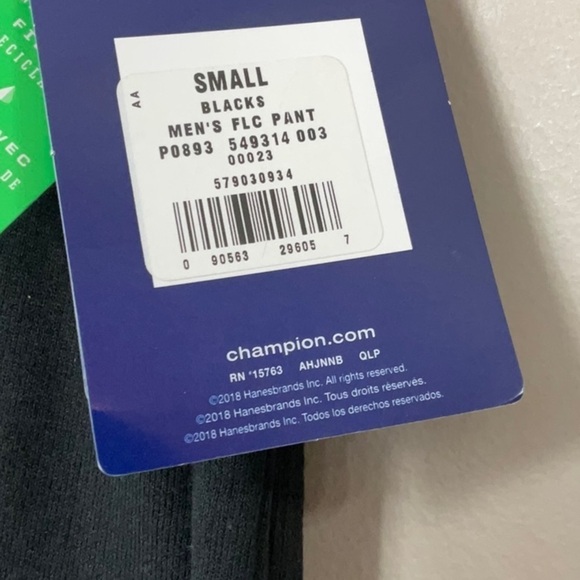 AA
SMALL
BLACKS
MEN'S FLC PANT
P0893 549314 003
00023
579030934
0 90563 29605 7
champion.com
RN #15763 AHJNNB QLP
©2018 Hanesbrands Inc. All rights reserved.
©2018 Hanesbrands Inc. Tous droits réservés.
©2018 Hanesbrands Inc. Todos los derechos reservados.